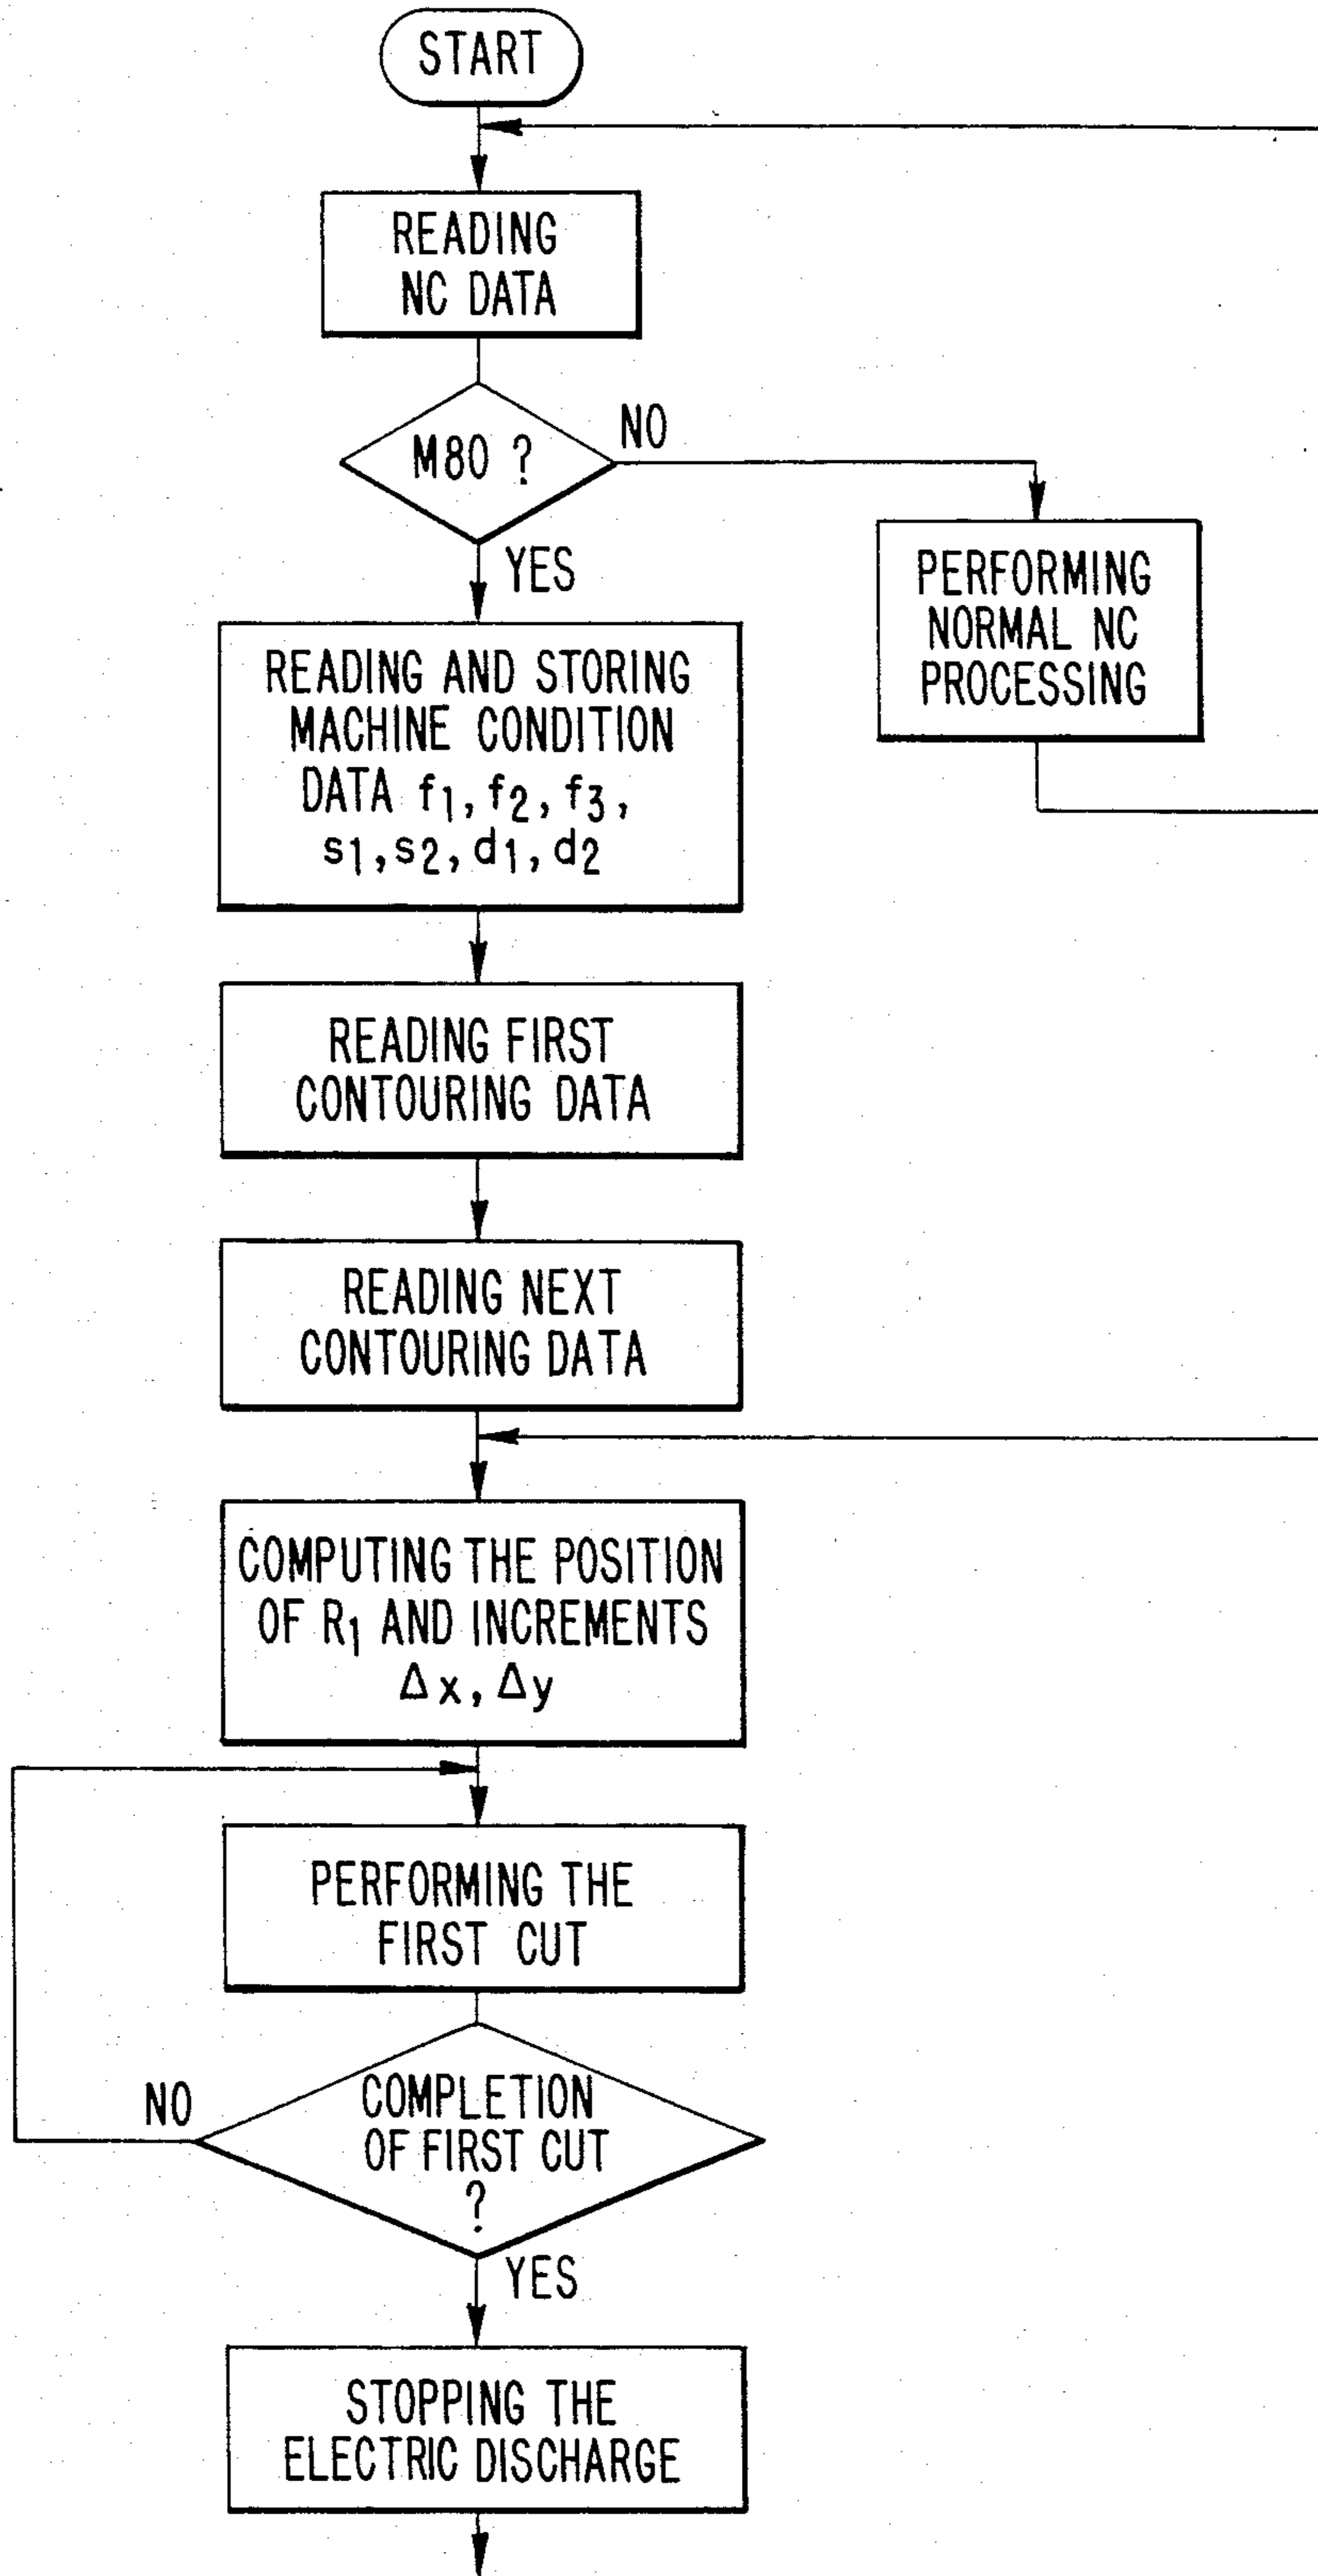 START
READING
NC DATA
M80 ?
NO
YES
PERFORMING
NORMAL NC
PROCESSING
READING AND STORING
MACHINE CONDITION
DATA f1, f2, f3,
s1, s2, d1, d2
READING FIRST
CONTOURING DATA
READING NEXT
CONTOURING DATA
COMPUTING THE POSITION
OF R1 AND INCREMENTS
Δx, Δy
PERFORMING THE
FIRST CUT
NO
COMPLETION
OF FIRST CUT
?
YES
STOPPING THE
ELECTRIC DISCHARGE